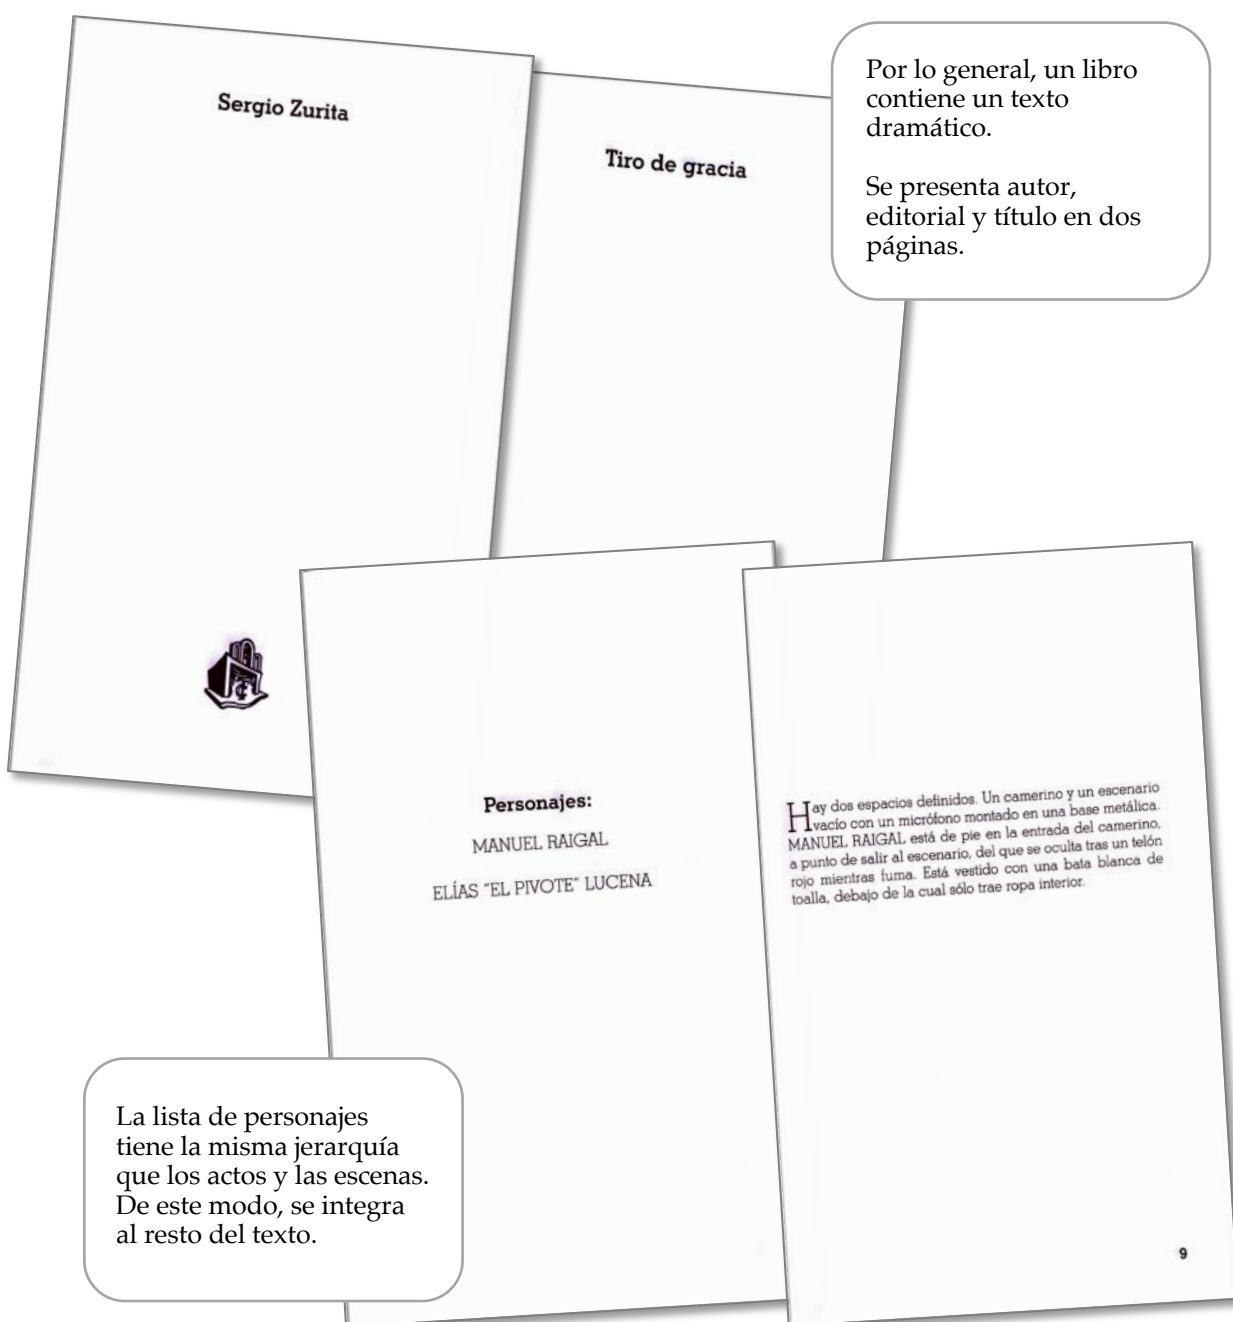 Sergio Zurita
Tiro de gracia
Por lo general, un libro
contiene un texto
dramático.
Se presenta autor,
editorial y título en dos
páginas.
Personajes:
MANUEL RAIGAL
ELÍAS "EL PIVOTE" LUCENA
Hay dos espacios definidos. Un camerino y un escenario
vacío con un micrófono montado en una base metálica.
MANUEL RAIGAL está de pie en la entrada del camerino,
a punto de salir al escenario, del que se oculta tras un telón
rojo mientras fuma. Está vestido con una bata blanca de
toalla, debajo de la cual sólo trae ropa interior.
9
La lista de personajes
tiene la misma jerarquía
que los actos y las escenas.
De este modo, se integra
al resto del texto.